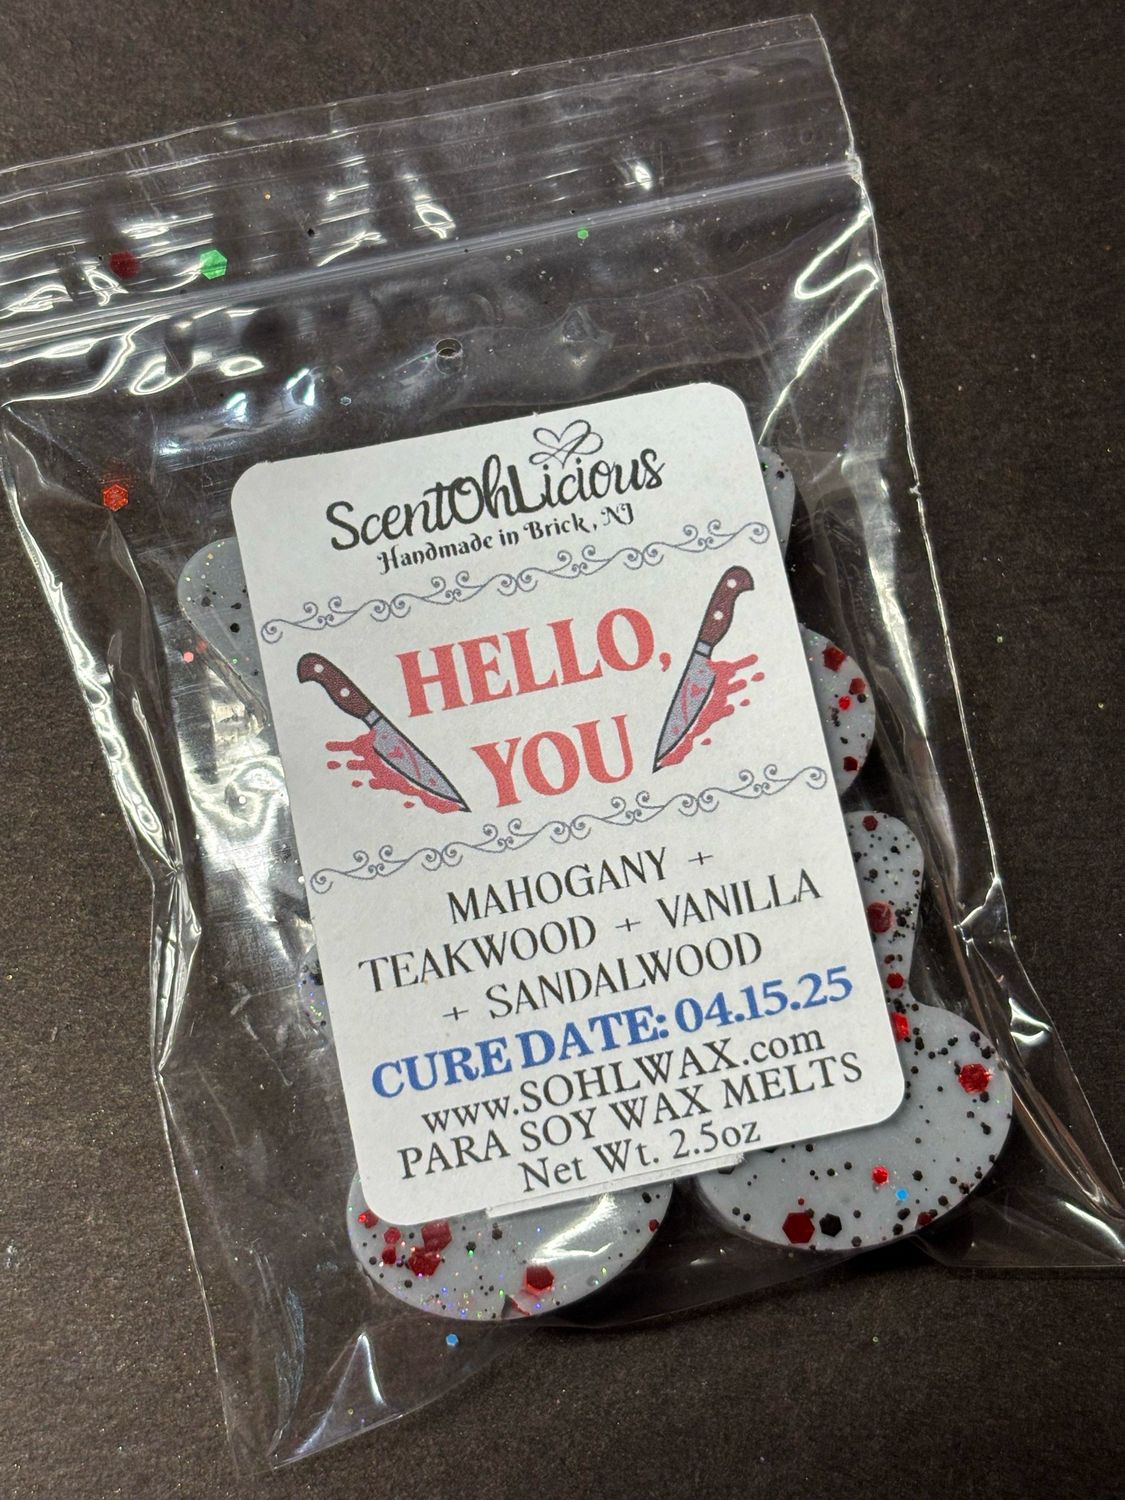 ScentOhLicious
Handmade in Brick, NJ
HELLO,
YOU
MAHOGANY +
TEAKWOOD + VANILLA
+ SANDALWOOD
CURE DATE: 04.15.25
www.SOHLWAX.com
PARA SOY WAX MELTS
Net Wt. 2.5oz